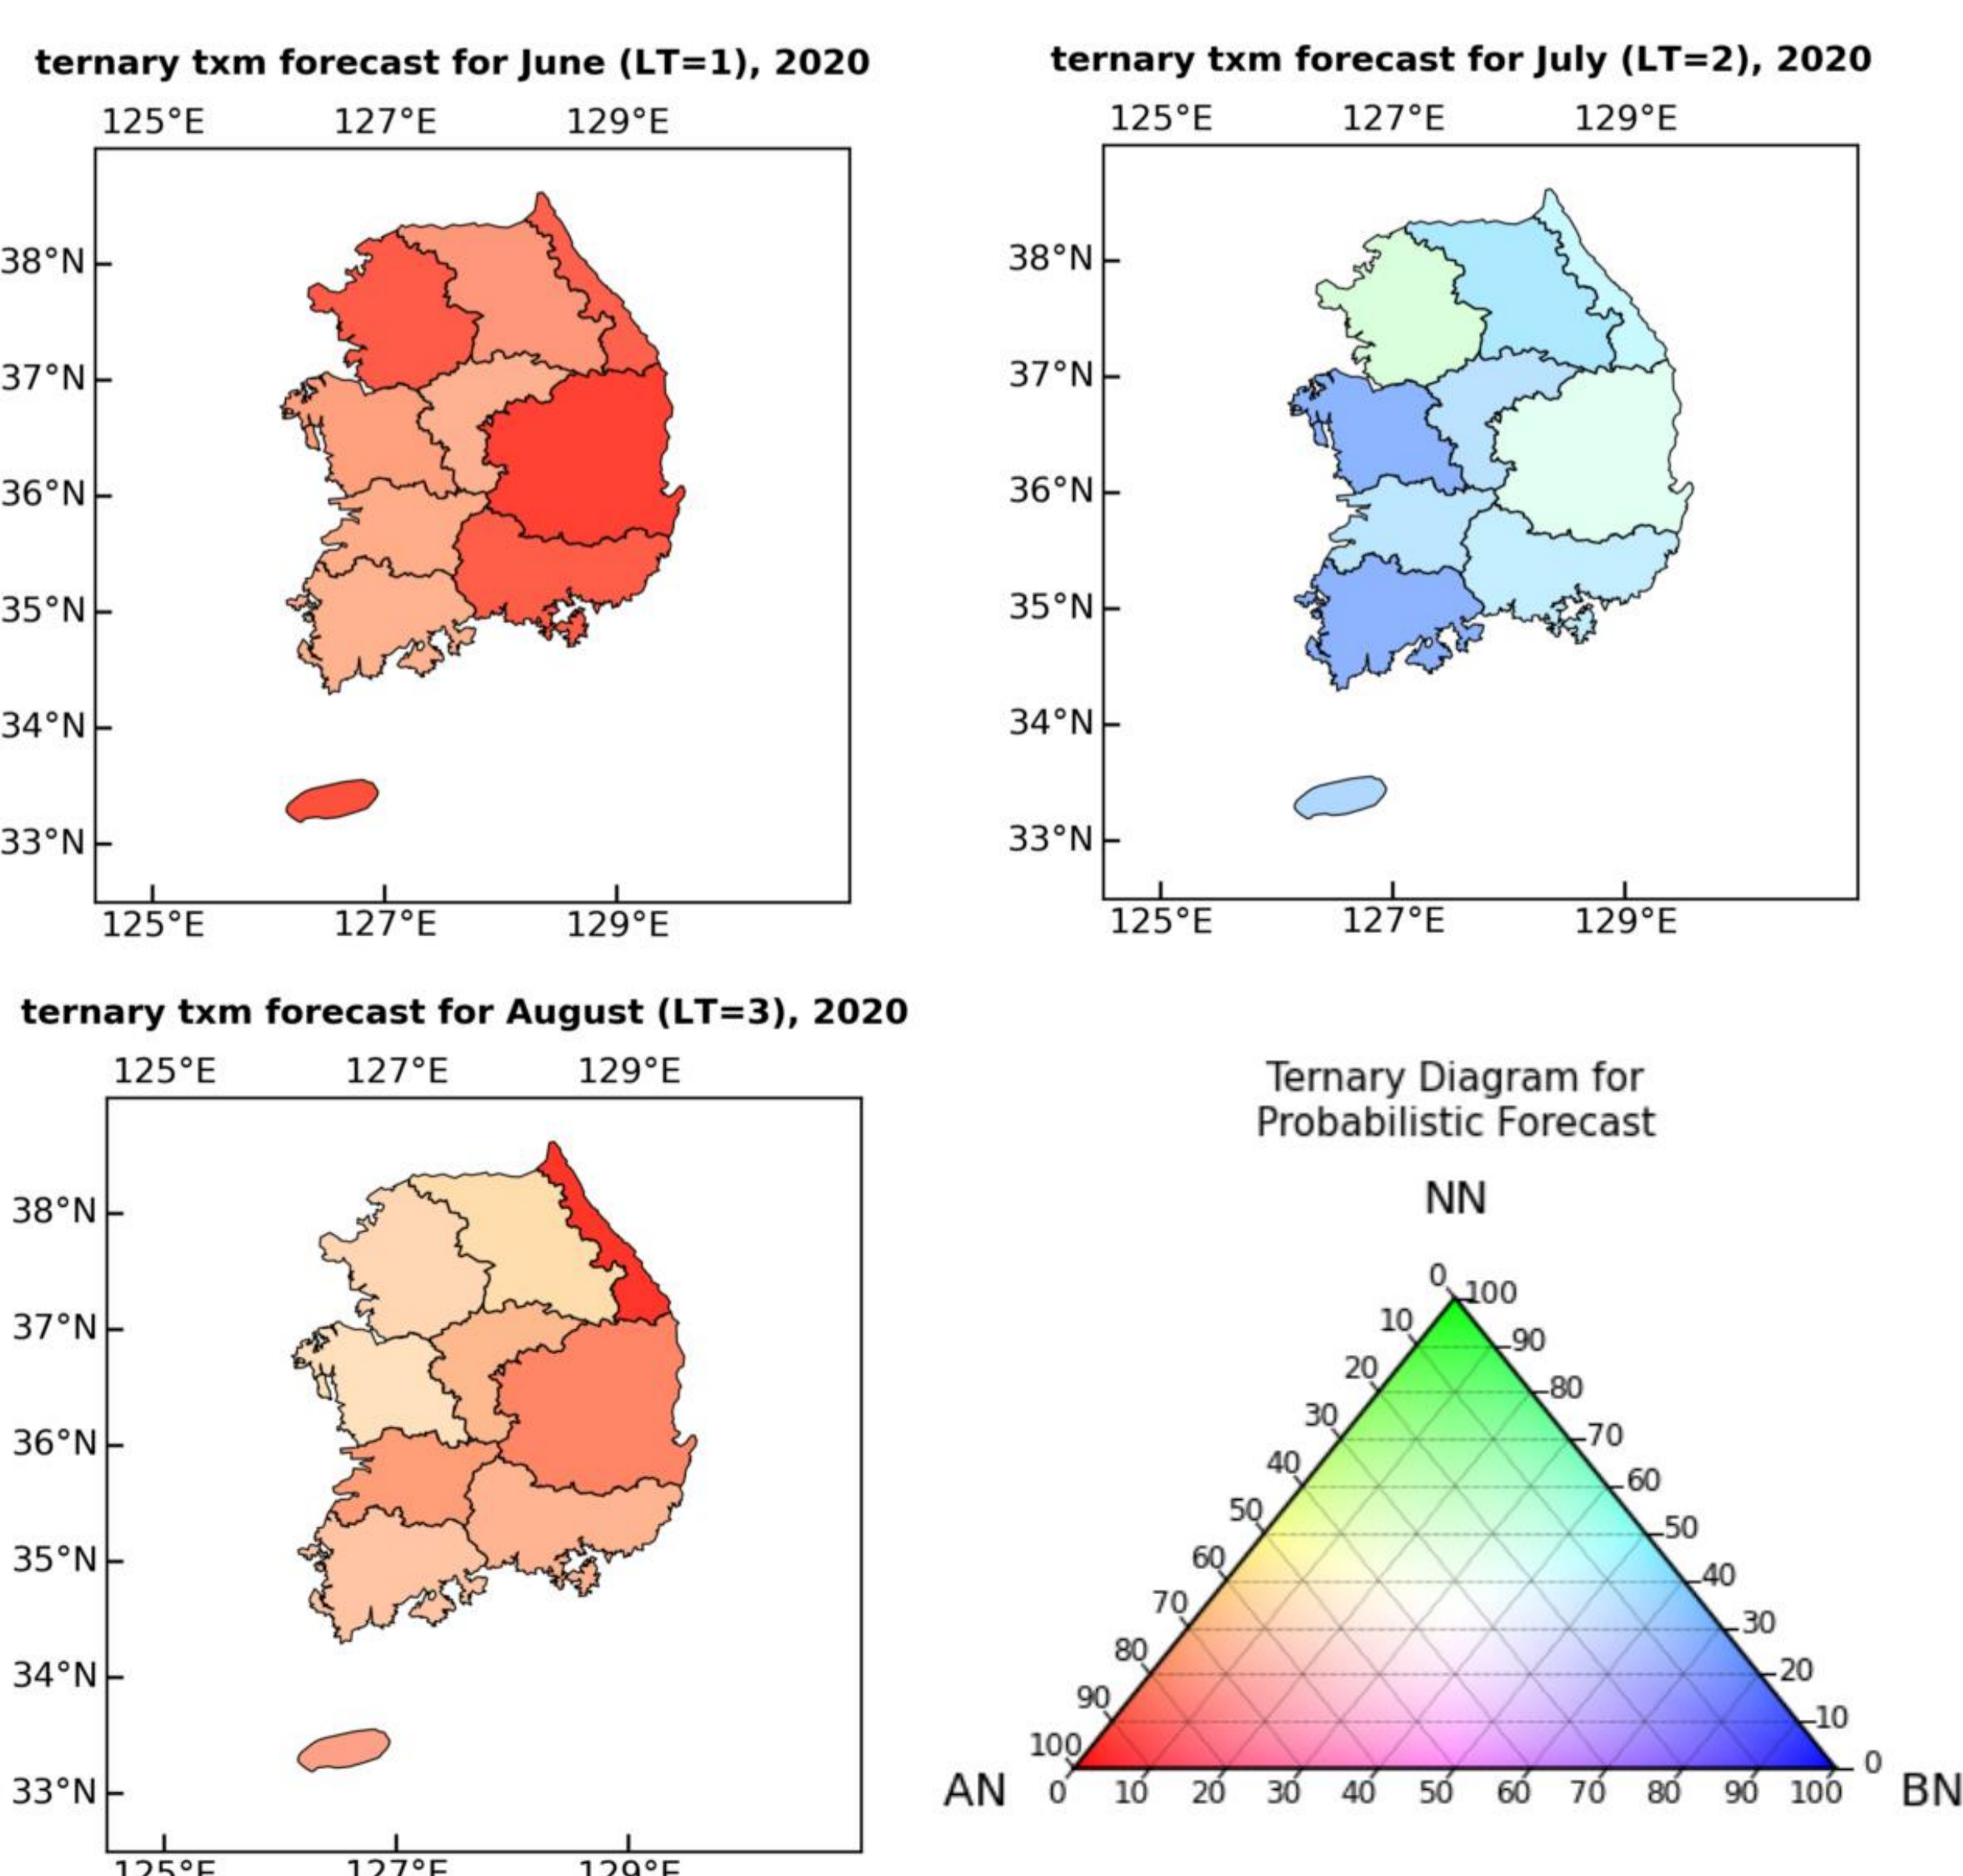 ternary txm forecast for June (LT=1), 2020
125°E 127°E 129°E
38°N
37°N
36°N
35°N
34°N
33°N
125°E 127°E 129°E
ternary txm forecast for July (LT=2), 2020
125°E 127°E 129°E
38°N
37°N
36°N
35°N
34°N
33°N
125°E 127°E 129°E
ternary txm forecast for August (LT=3), 2020
125°E 127°E 129°E
38°N
37°N
36°N
35°N
34°N
33°N
125°E 127°E 129°E
Ternary Diagram for
Probabilistic Forecast
NN
0 100
10 90
20 80
30 70
40 60
50 50
60 40
70 30
80 20
90 10
100 0
AN 0 10 20 30 40 50 60 70 80 90 100 BN